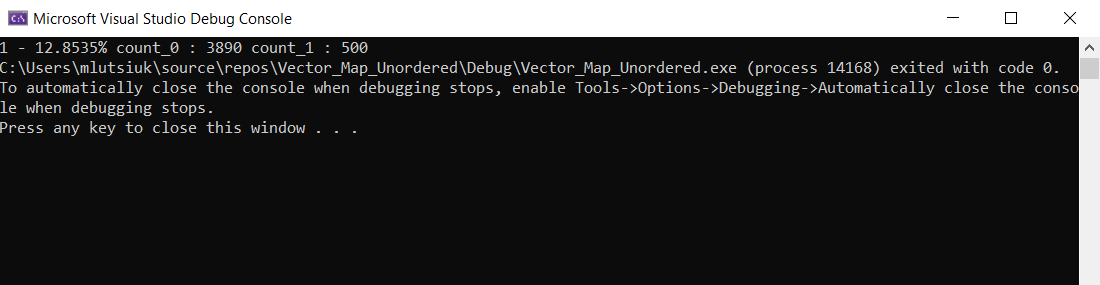 Microsoft Visual Studio Debug Console
1 - 12.8535% count_0 : 3890 count_1 : 500
C:\Users\mlutsiuk\source\repos\Vector_Map_Unordered\Debug\Vector_Map_Unordered.exe (process 14168) exited with code 0.
To automatically close the console when debugging stops, enable Tools->Options->Debugging->Automatically close the conso
le when debugging stops.
Press any key to close this window . . .